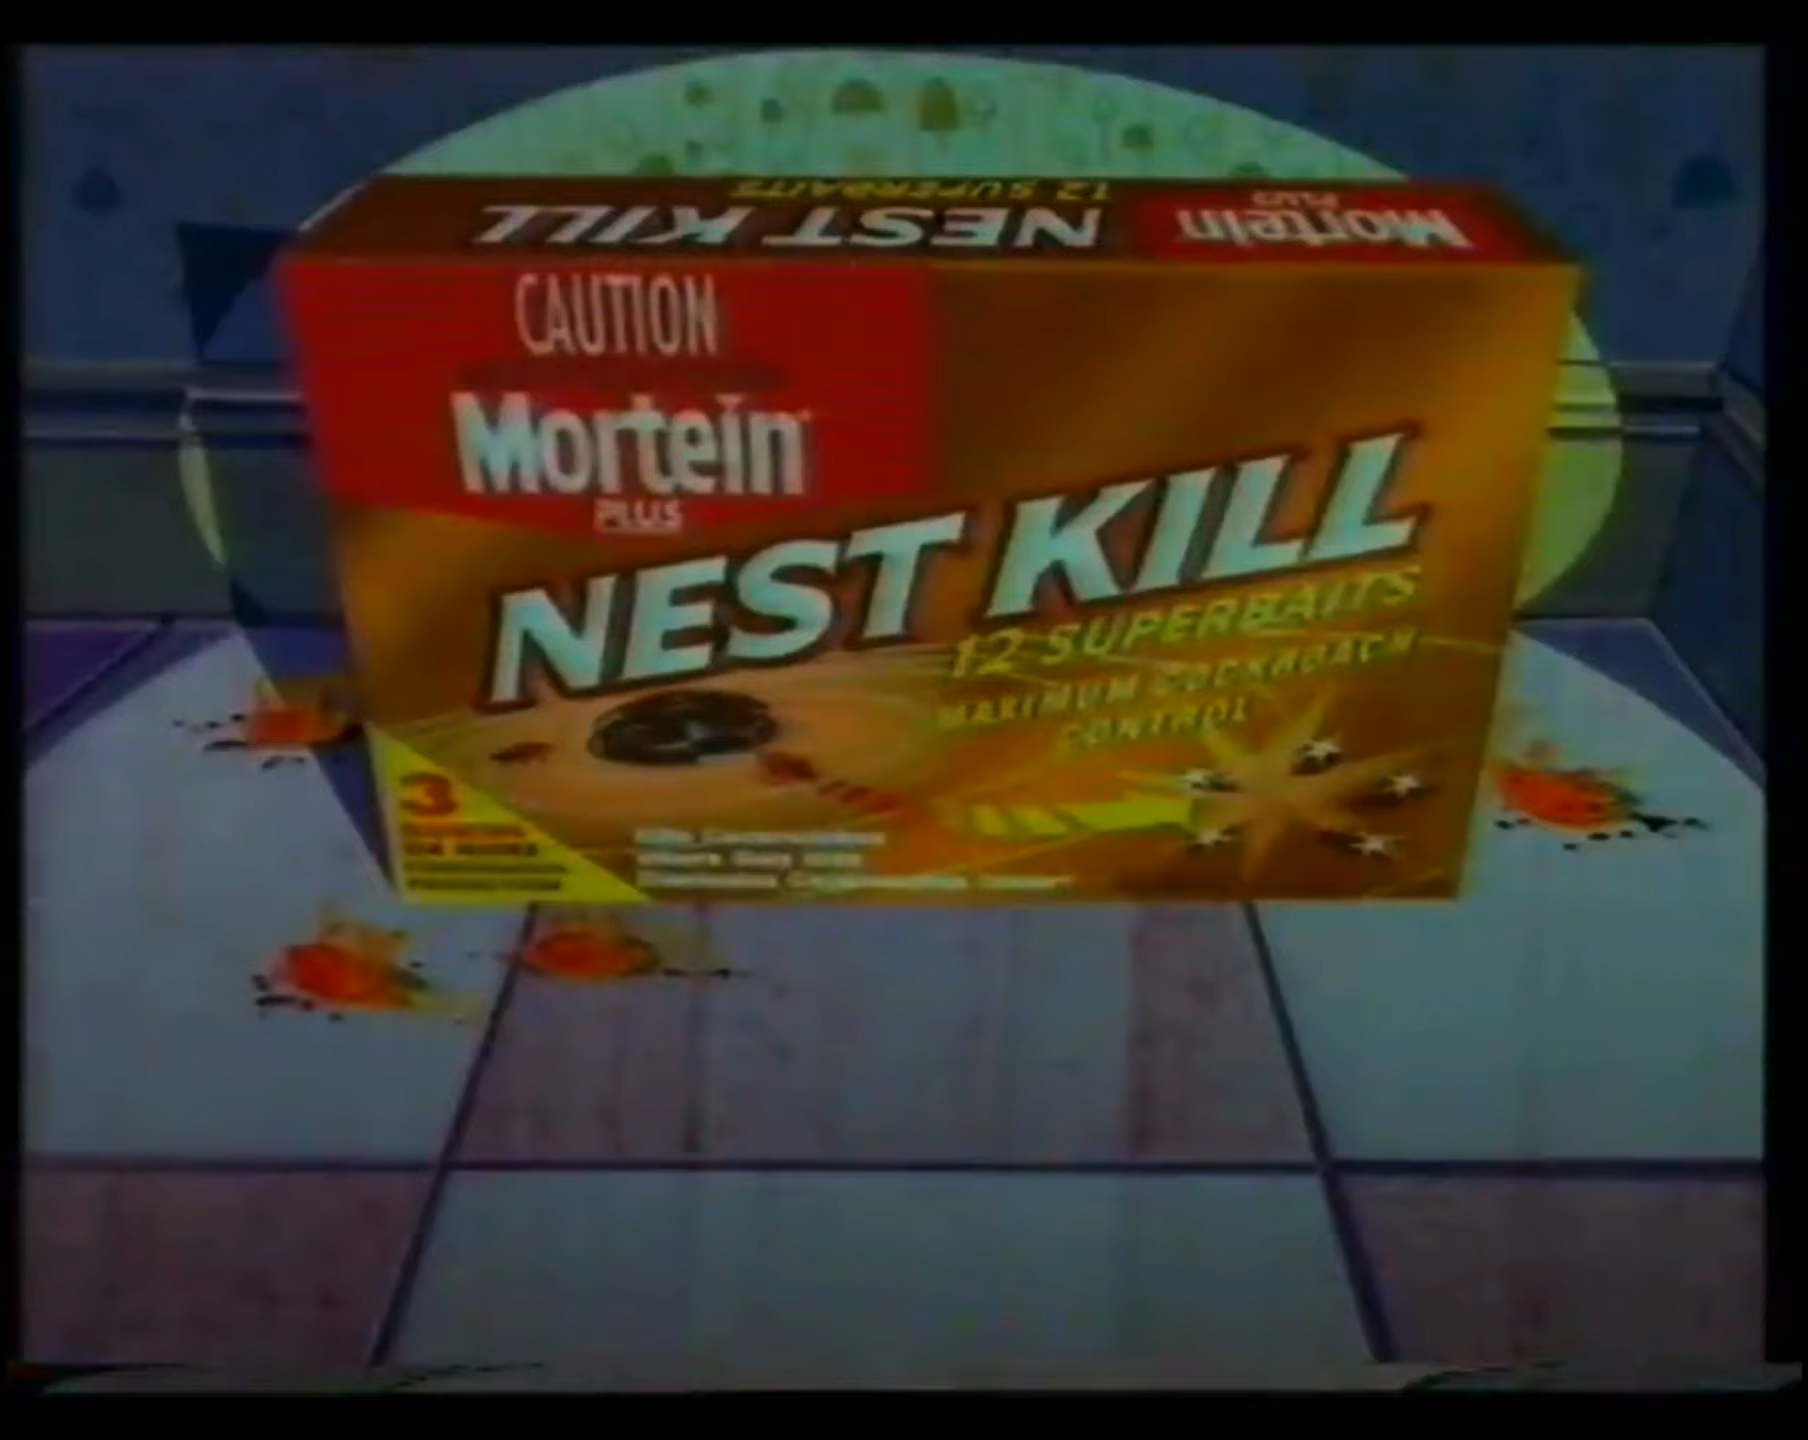 12 SUPERBAITS
NEST KILL
Mortein
PLUS
CAUTION
Mortein
PLUS
NEST KILL
12 SUPERBAITS
MAXIMUM COCKROACH
CONTROL
3